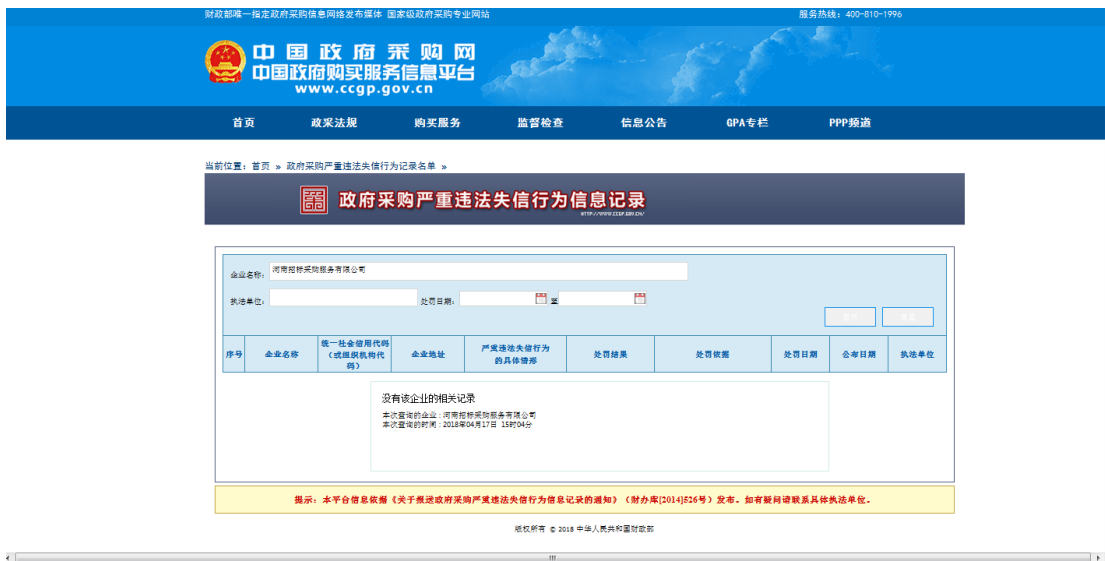 财政部唯一指定政府采购信息网络发布媒体 国家级政府采购专业网站
服务热线：400-810-1996
中国政府采购网
中国政府购买服务信息平台
www.ccgp.gov.cn
首页 政采法规 购买服务 监督检查 信息公告 GPA专栏 PPP频道
当前位置：首页 » 政府采购严重违法失信行为记录名单 »
政府采购严重违法失信行为信息记录
HTTP://WWW.CCGP.GOV.CN/
企业名称： 河南招标采购服务有限公司
执法单位： 处罚日期： 至
序号 企业名称 统一社会信用代码（或组织机构代码） 企业地址 严重违法失信行为的具体情形 处罚结果 处罚依据 处罚日期 公布日期 执法单位
没有该企业的相关记录
本次查询的企业：河南招标采购服务有限公司
本次查询的时间：2018年04月17日 15时04分
提示：本平台信息依据《关于报送政府采购严重违法失信行为信息记录的通知》（财办库[2014]526号）发布。如有疑问请联系具体执法单位。
版权所有 © 2018 中华人民共和国财政部